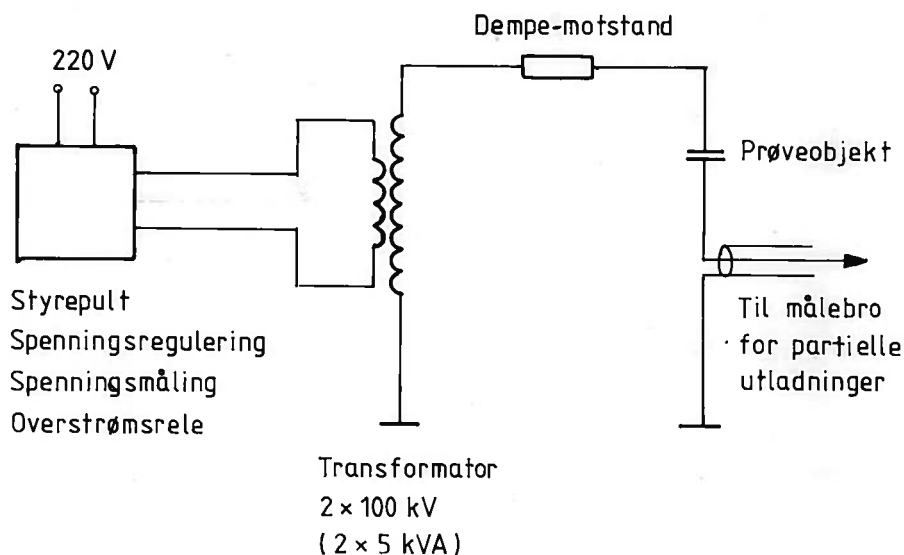 Dempe-motstand
220 V
Prøveobjekt
Styrepult
Spenningsregulering
Spenningsmåling
Overstrømsrele
Til målebro
for partielle
utladninger
Transformator
2 × 100 kV
( 2 × 5 kVA )